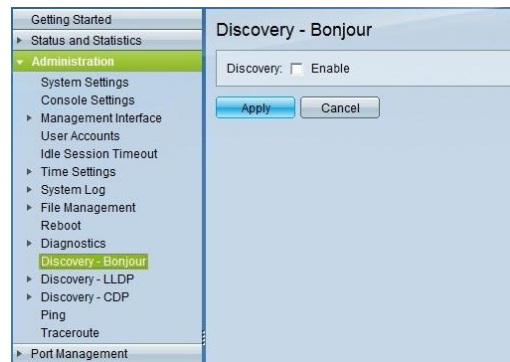 Getting Started
Status and Statistics
Administration
System Settings
Console Settings
Management Interface
User Accounts
Idle Session Timeout
Time Settings
System Log
File Management
Reboot
Diagnostics
Discovery - Bonjour
Discovery - LLDP
Discovery - CDP
Ping
Traceroute
Port Management
Discovery - Bonjour
Discovery: Enable
Apply Cancel